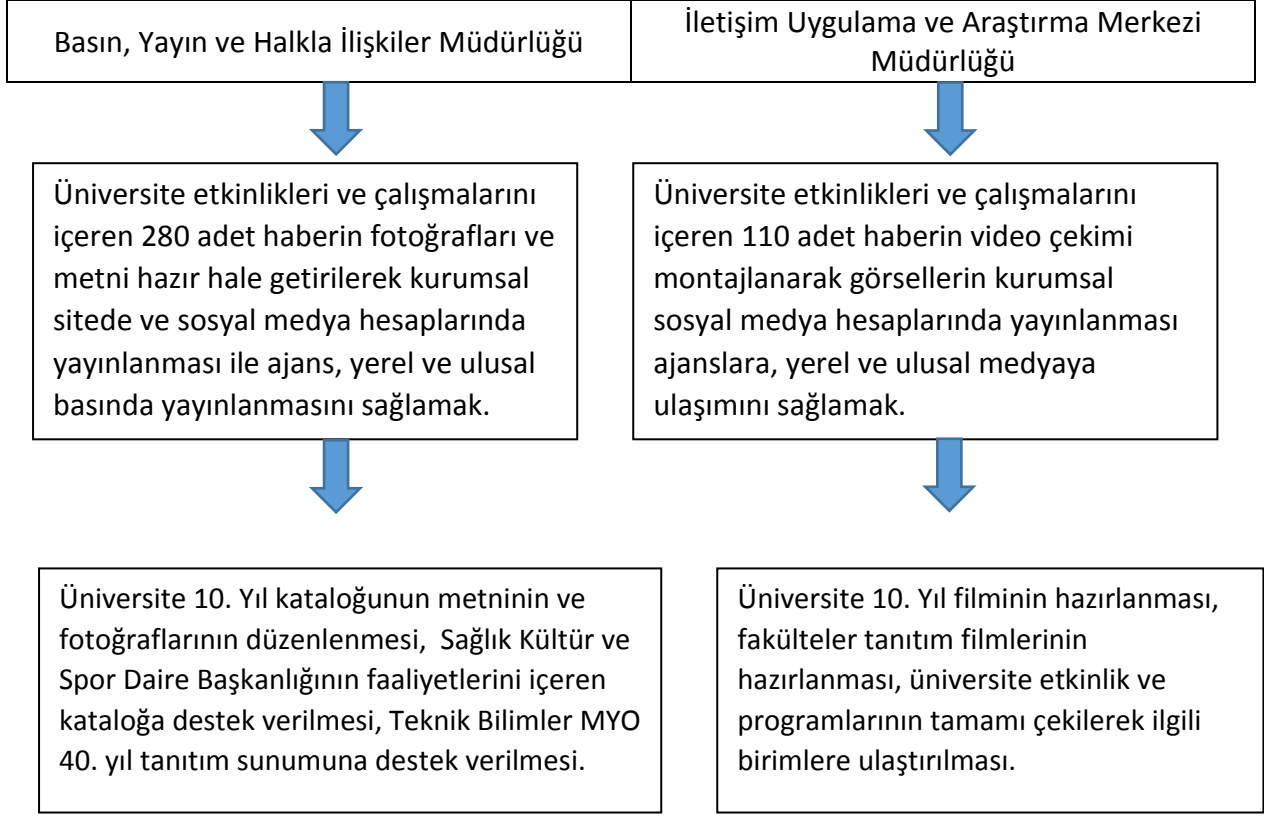 Basın, Yayın ve Halkla İlişkiler Müdürlüğü
İletişim Uygulama ve Araştırma Merkezi
Müdürlüğü
Üniversite etkinlikleri ve çalışmalarını
içeren 280 adet haberin fotoğrafları ve
metni hazır hale getirilerek kurumsal
sitede ve sosyal medya hesaplarında
yayınlanması ile ajans, yerel ve ulusal
basında yayınlanmasını sağlamak.
Üniversite etkinlikleri ve çalışmalarını
içeren 110 adet haberin video çekimi
montajlanarak görsellerin kurumsal
sosyal medya hesaplarında yayınlanması
ajanslara, yerel ve ulusal medyaya
ulaşımını sağlamak.
Üniversite 10. Yıl kataloğunun metninin ve
fotoğraflarının düzenlenmesi, Sağlık Kültür ve
Spor Daire Başkanlığının faaliyetlerini içeren
kataloğa destek verilmesi, Teknik Bilimler MYO
40. yıl tanıtım sunumuna destek verilmesi.
Üniversite 10. Yıl filminin hazırlanması,
fakülteler tanıtım filmlerinin
hazırlanması, üniversite etkinlik ve
programlarının tamamı çekilerek ilgili
birimlere ulaştırılması.